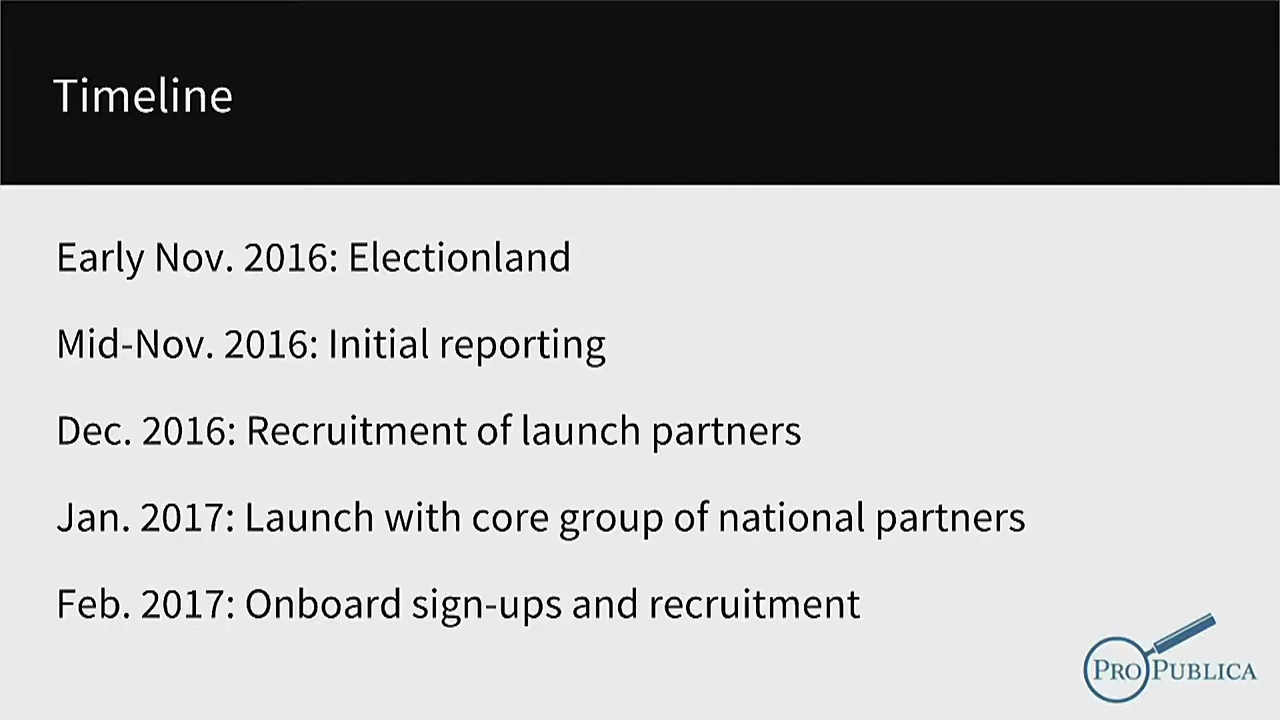 Timeline
Early Nov. 2016: Electionland
Mid-Nov. 2016: Initial reporting
Dec. 2016: Recruitment of launch partners
Jan. 2017: Launch with core group of national partners
Feb. 2017: Onboard sign-ups and recruitment
PROPUBLICA